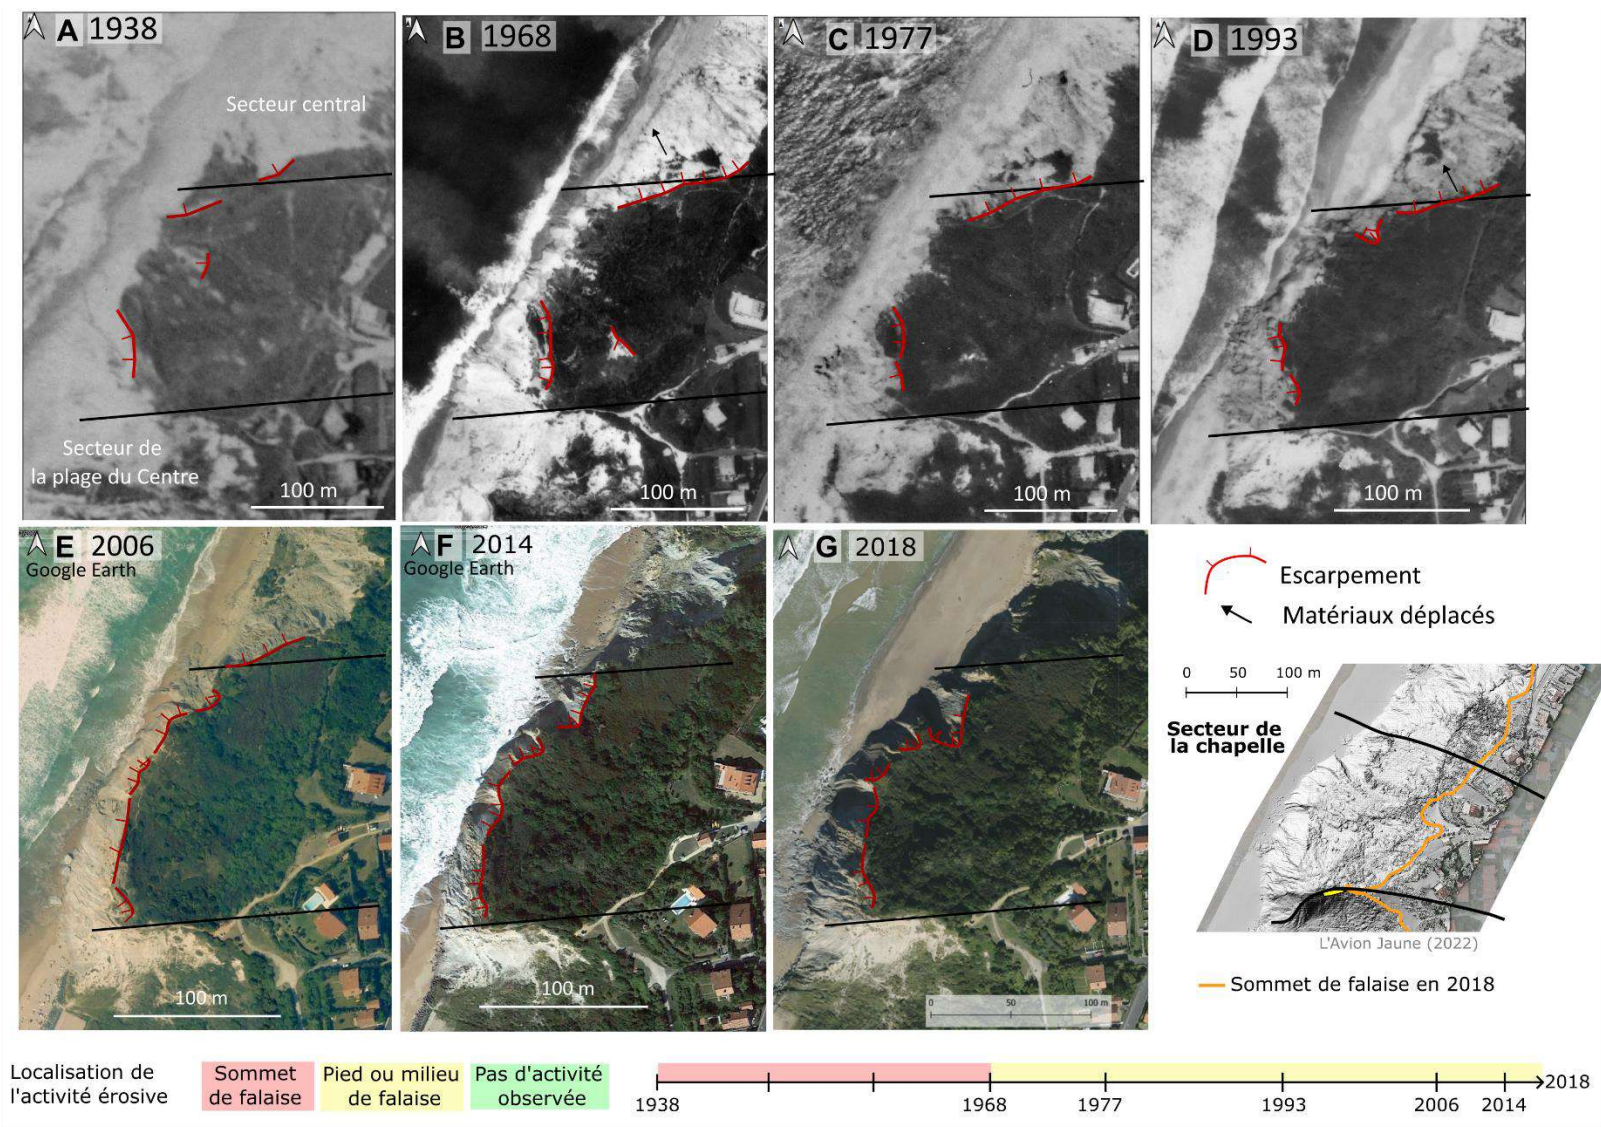 A 1938
B 1968
C 1977
D 1993
Secteur central
Secteur de
la plage du Centre
100 m
100 m
100 m
100 m
E 2006
Google Earth
F 2014
Google Earth
G 2018
100 m
100 m
0 50 100 m
Escarpement
Matériaux déplacés
0 50 100 m
Secteur de
la chapelle
L'Avion Jaune (2022)
Sommet de falaise en 2018
Localisation de
l'activité érosive
Sommet
de falaise
Pied ou milieu
de falaise
Pas d'activité
observée
1938 1968 1977 1993 2006 2014 2018